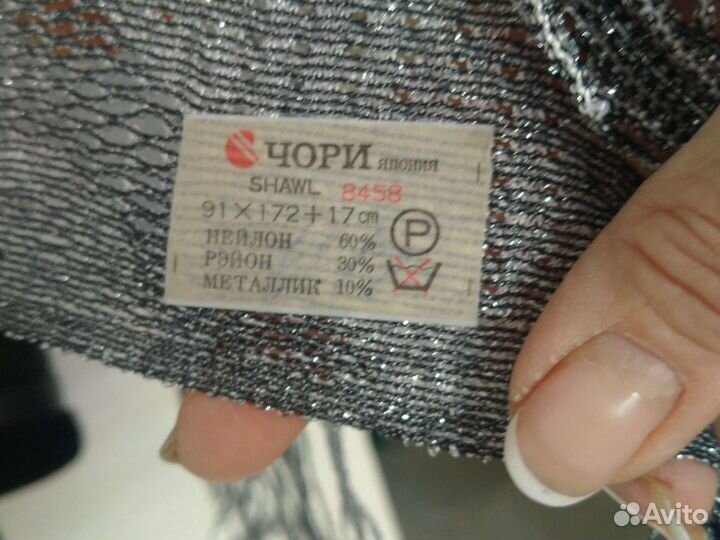 ЧОРИ ЯПОНИЯ
SHAWL 8458
91×172+17cm
НЕЙЛОН 60%
РЭЙОН 30%
МЕТАЛЛИК 10%
P
Avito